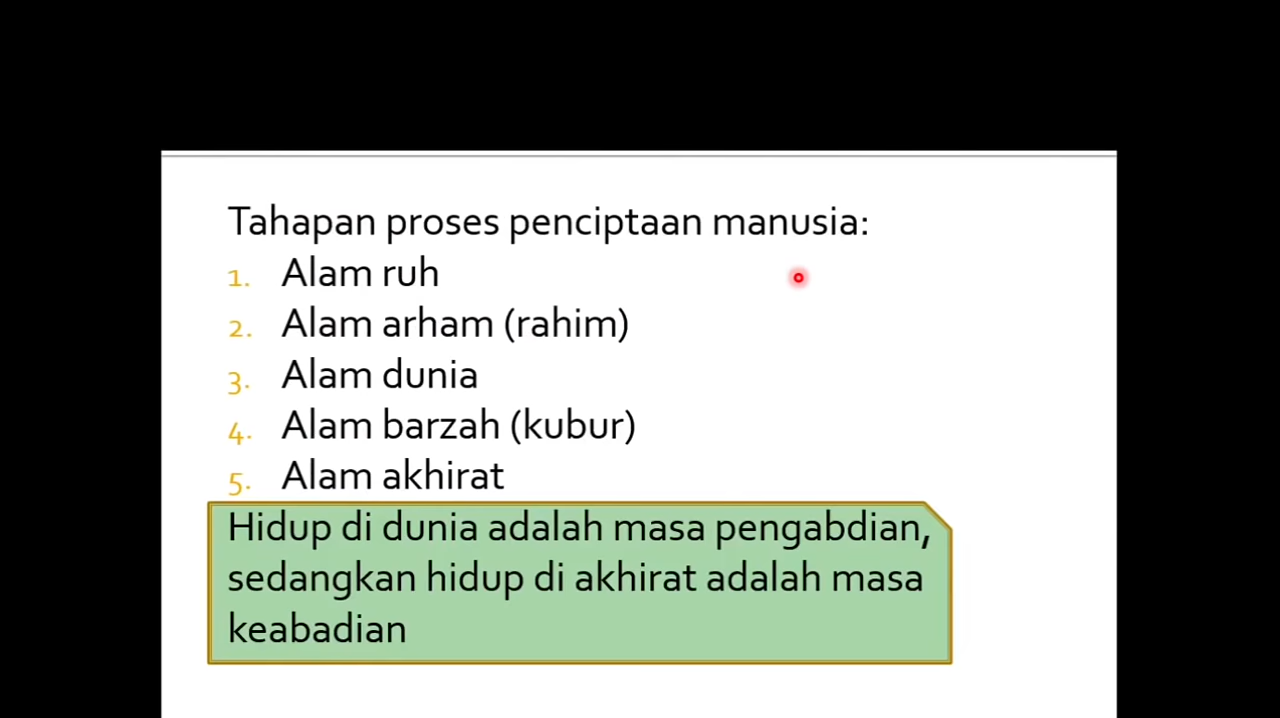 Tahapan proses penciptaan manusia:
1. Alam ruh
2. Alam arham (rahim)
3. Alam dunia
4. Alam barzah (kubur)
5. Alam akhirat
Hidup di dunia adalah masa pengabdian,
sedangkan hidup di akhirat adalah masa
keabadian